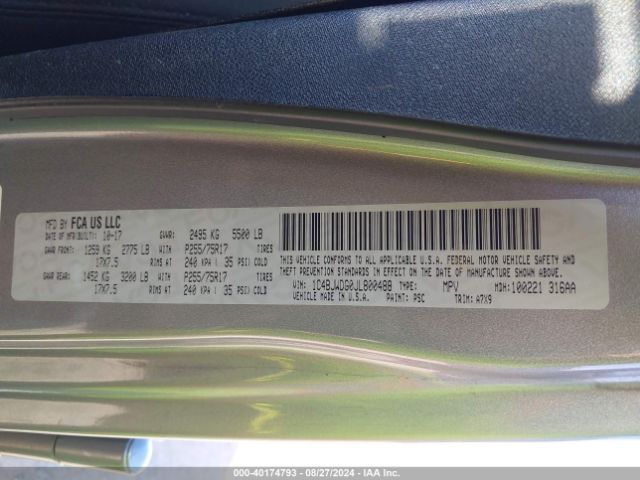 MFD BY FCA US LLC
DATE OF MFR(BUILT): 10-17 GVWR: 2495 KG 5500 LB
GAWR FRONT: 1259 KG 2775 LB WITH P255/75R17 TIRES
17X7.5 RIMS AT 240 KPA ( 35 PSI) COLD
GAWR REAR: 1452 KG 3200 LB WITH P255/75R17 TIRES
17X7.5 RIMS AT 240 KPA ( 35 PSI) COLD
THIS VEHICLE CONFORMS TO ALL APPLICABLE U.S.A. FEDERAL MOTOR VEHICLE SAFETY AND
THEFT PREVENTION STANDARDS IN EFFECT ON THE DATE OF MANUFACTURE SHOWN ABOVE.
VIN: 1C4BJWDG0JL800488 TYPE: MPV MDH: 100221 316AA
VEHICLE MADE IN U.S.A. PAINT: PSC TRIM: A7X9
000-40174793 - 08/27/2024 - IAA Inc.